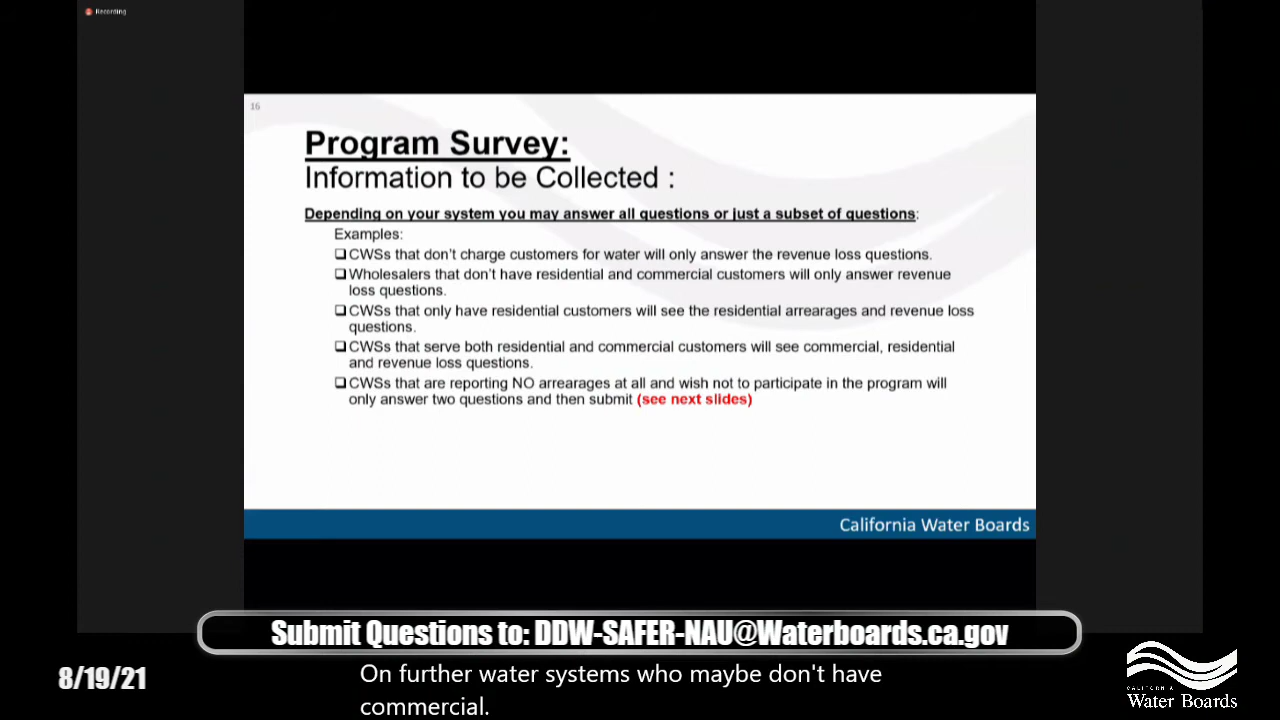 Recording
16
Program Survey:
Information to be Collected :
Depending on your system you may answer all questions or just a subset of questions:
Examples:
❑CWSs that don't charge customers for water will only answer the revenue loss questions.
❑Wholesalers that don't have residential and commercial customers will only answer revenue
loss questions.
❑CWSs that only have residential customers will see the residential arrearages and revenue loss
questions.
❑CWSs that serve both residential and commercial customers will see commercial, residential
and revenue loss questions.
❑CWSs that are reporting NO arrearages at all and wish not to participate in the program will
only answer two questions and then submit (see next slides)
California Water Boards
Submit Questions to: DDW-SAFER-NAU@Waterboards.ca.gov
8/19/21
On further water systems who maybe don't have
commercial.
CALIFORNIA
Water Boards